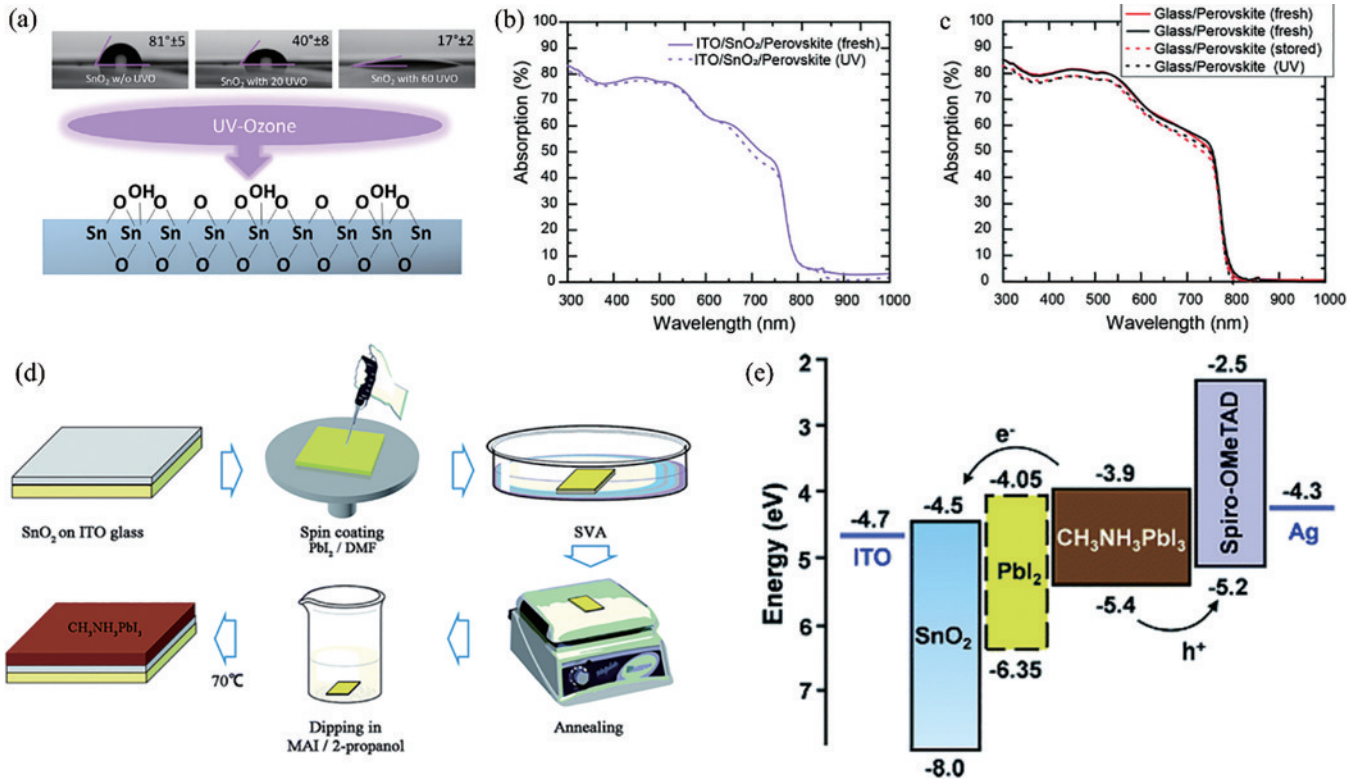 (a)
81°±5
SnO₂ w/o UVO
40°±8
SnO₂ with 20 UVO
17°±2
SnO₂ with 60 UVO
UV-Ozone
OH OH OH
O O O O O O O O
Sn Sn Sn Sn Sn Sn Sn Sn
O O O O O O O
(b)
ITO/SnO₂/Perovskite (fresh)
ITO/SnO₂/Perovskite (UV)
Absorption (%)
100
90
80
70
60
50
40
30
20
10
0
300 400 500 600 700 800 900 1000
Wavelength (nm)
c
Glass/Perovskite (fresh)
Glass/Perovskite (fresh)
Glass/Perovskite (stored)
Glass/Perovskite (UV)
Absorption (%)
100
90
80
70
60
50
40
30
20
10
0
300 400 500 600 700 800 900 1000
Wavelength (nm)
(d)
SnO₂ on ITO glass
Spin coating
PbI₂ / DMF
SVA
Annealing
Dipping in
MAI / 2-propanol
70℃
CH₃NH₃PbI₃
(e)
Energy (eV)
2
3
4
5
6
7
-4.7
ITO
-4.5
SnO₂
-8.0
e⁻
-4.05
PbI₂
-6.35
-3.9
CH₃NH₃PbI₃
-5.4
h⁺
-2.5
Spiro-OMeTAD
-5.2
-4.3
Ag